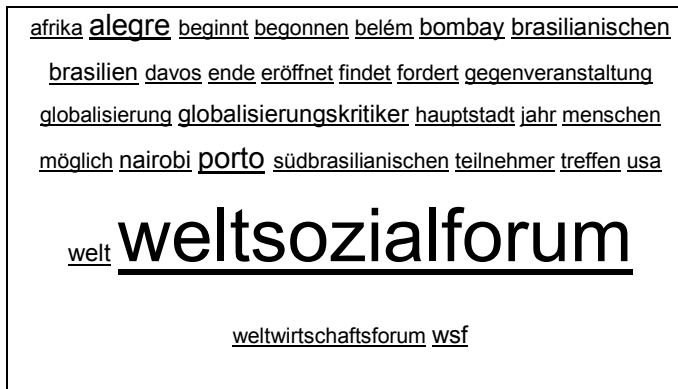 afrika alegre beginnt begonnen belém bombay brasilianischen
brasilien davos ende eröffnet findet fordert gegenveranstaltung
globalisierung globalisierungskritiker hauptstadt jahr menschen
möglich nairobi porto südbrasilianischen teilnehmer treffen usa
welt weltsozialforum
weltwirtschaftsforum wsf